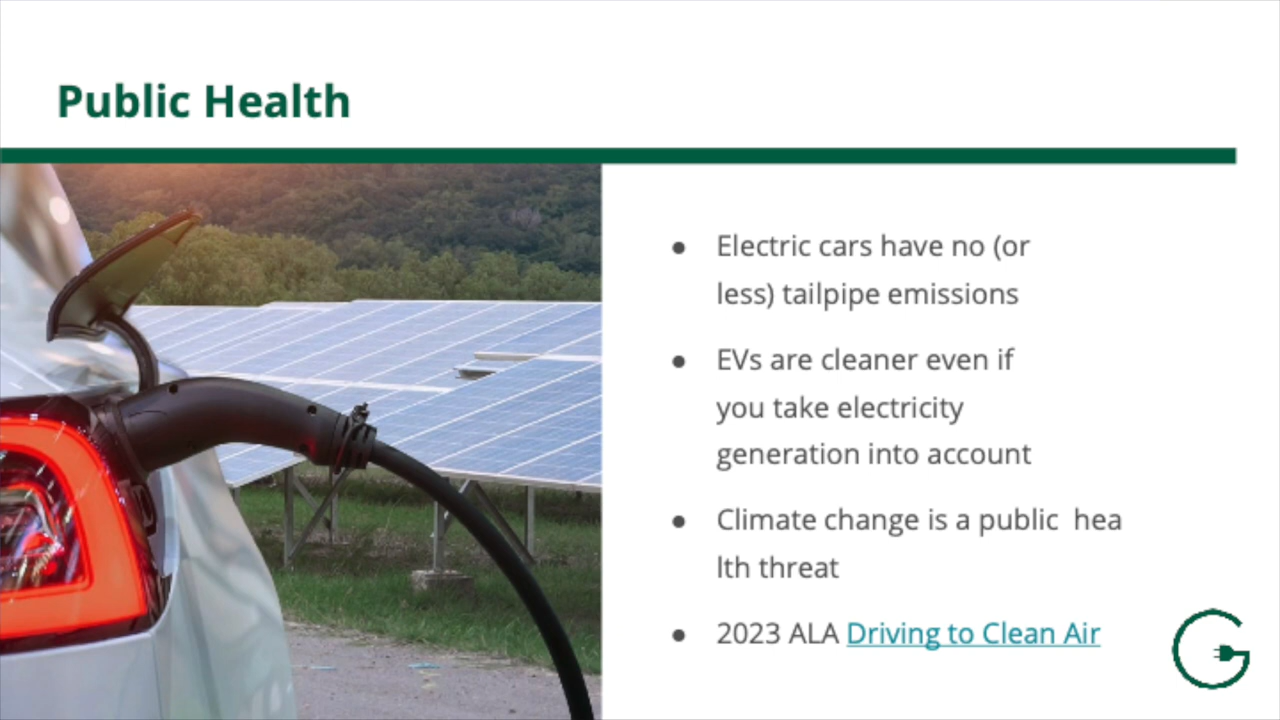 Public Health
● Electric cars have no (or
less) tailpipe emissions
● EVs are cleaner even if
you take electricity
generation into account
● Climate change is a public  hea
lth threat
● 2023 ALA Driving to Clean Air